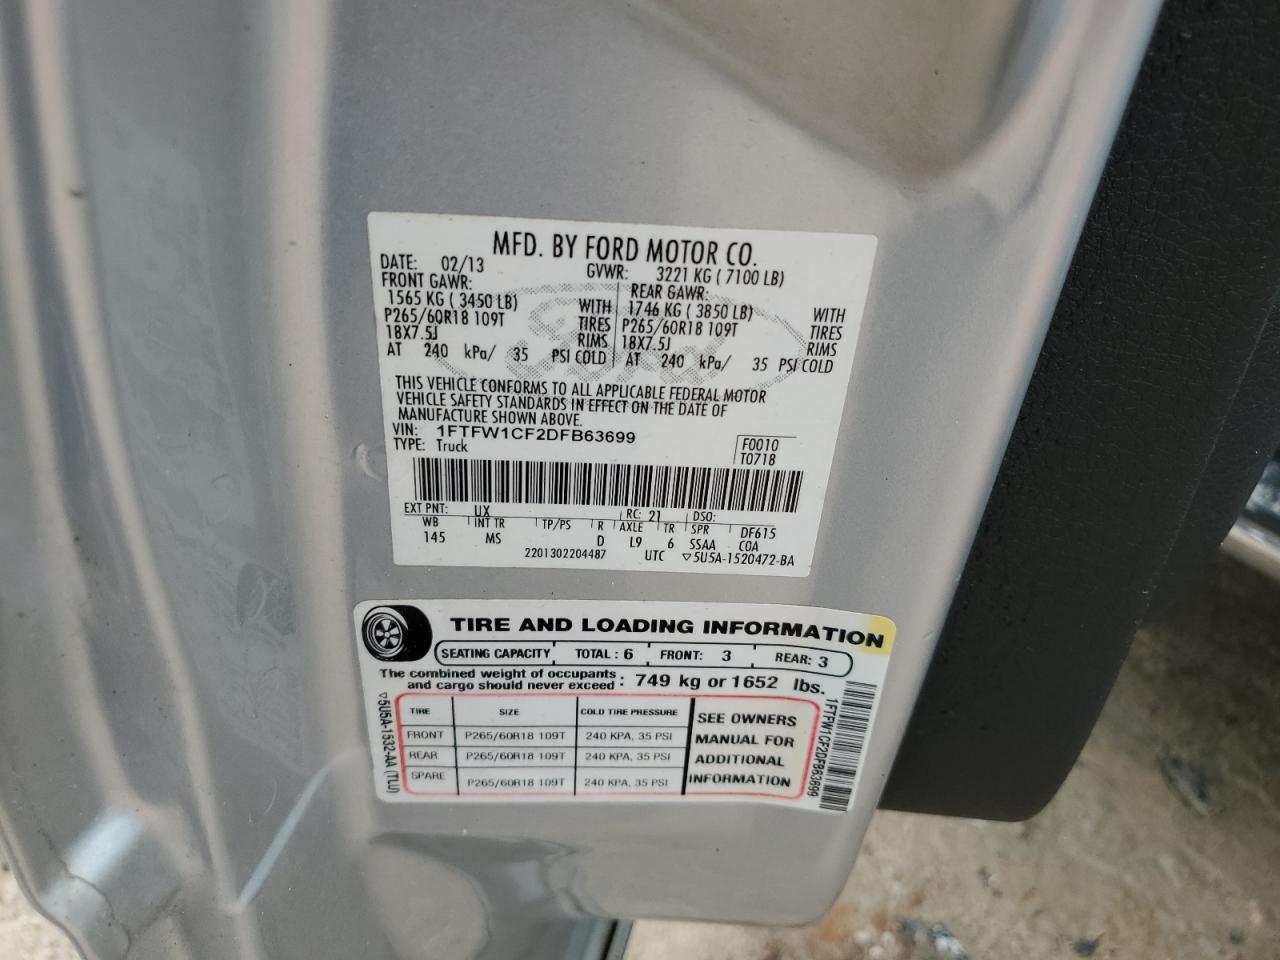 MFD. BY FORD MOTOR CO.
DATE: 02/13 GVWR: 3221 KG ( 7100 LB)
FRONT GAWR: REAR GAWR:
1565 KG ( 3450 LB) WITH 1746 KG ( 3850 LB) WITH
P265/60R18 109T TIRES P265/60R18 109T TIRES
18X7.5J RIMS 18X7.5J RIMS
AT 240 kPa/ 35 PSI COLD AT 240 kPa/ 35 PSI COLD
Ford
THIS VEHICLE CONFORMS TO ALL APPLICABLE FEDERAL MOTOR
VEHICLE SAFETY STANDARDS IN EFFECT ON THE DATE OF
MANUFACTURE SHOWN ABOVE.
VIN: 1FTFW1CF2DFB63699 F0010
TYPE: Truck T0718
EXT PNT: UX RC: 21 DSO:
WB INT TR TP/PS R AXLE TR SPR DF615
145 MS D L9 6 SSAA COA
2201302204487 UTC ▽5U5A-1520472-BA
TIRE AND LOADING INFORMATION
SEATING CAPACITY TOTAL : 6 FRONT: 3 REAR: 3
The combined weight of occupants
and cargo should never exceed : 749 kg or 1652 lbs.
TIRE SIZE COLD TIRE PRESSURE
FRONT P265/60R18 109T 240 KPA, 35 PSI
REAR P265/60R18 109T 240 KPA, 35 PSI
SPARE P265/60R18 109T 240 KPA, 35 PSI
SEE OWNERS
MANUAL FOR
ADDITIONAL
INFORMATION
▽5U5A-1532-AA (TLU)
1FTFW1CF2DFB63699